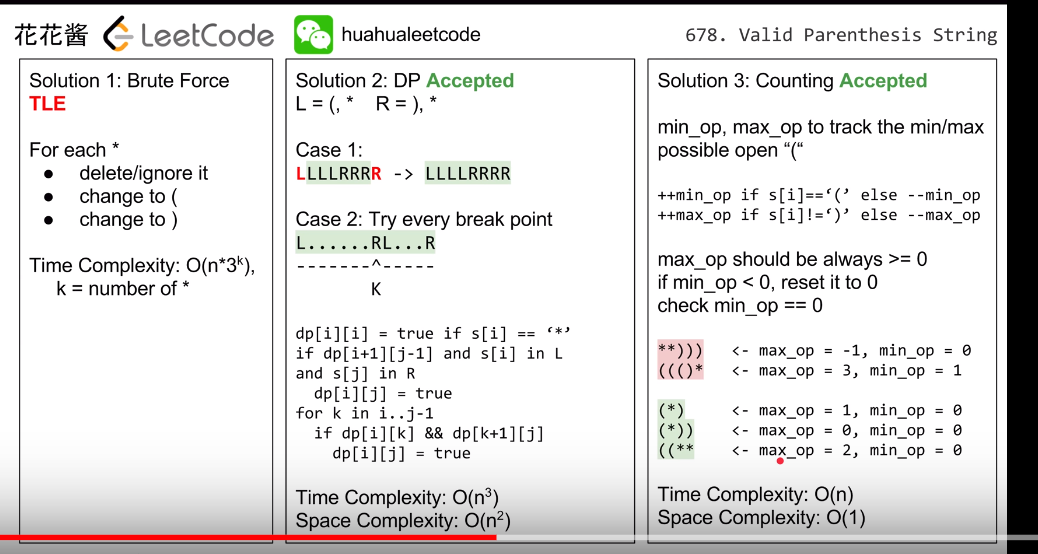 花花酱 LeetCode huahualeetcode 678. Valid Parenthesis String
Solution 1: Brute Force
TLE
For each *
● delete/ignore it
● change to (
● change to )
Time Complexity: O(n*3ᵏ),
k = number of *
Solution 2: DP Accepted
L = (, * R = ), *
Case 1:
LLLLRRRR -> LLLLRRRR
Case 2: Try every break point
L......RL...R
-------^-----
K
dp[i][i] = true if s[i] == ‘*’
if dp[i+1][j-1] and s[i] in L
and s[j] in R
dp[i][j] = true
for k in i..j-1
if dp[i][k] && dp[k+1][j]
dp[i][j] = true
Time Complexity: O(n³)
Space Complexity: O(n²)
Solution 3: Counting Accepted
min_op, max_op to track the min/max
possible open “(“
++min_op if s[i]==‘(’ else --min_op
++max_op if s[i]!=‘)’ else --max_op
max_op should be always >= 0
if min_op < 0, reset it to 0
check min_op == 0
**))) <- max_op = -1, min_op = 0
((()* <- max_op = 3, min_op = 1
(*) <- max_op = 1, min_op = 0
(*)) <- max_op = 0, min_op = 0
((** <- max_op = 2, min_op = 0
Time Complexity: O(n)
Space Complexity: O(1)